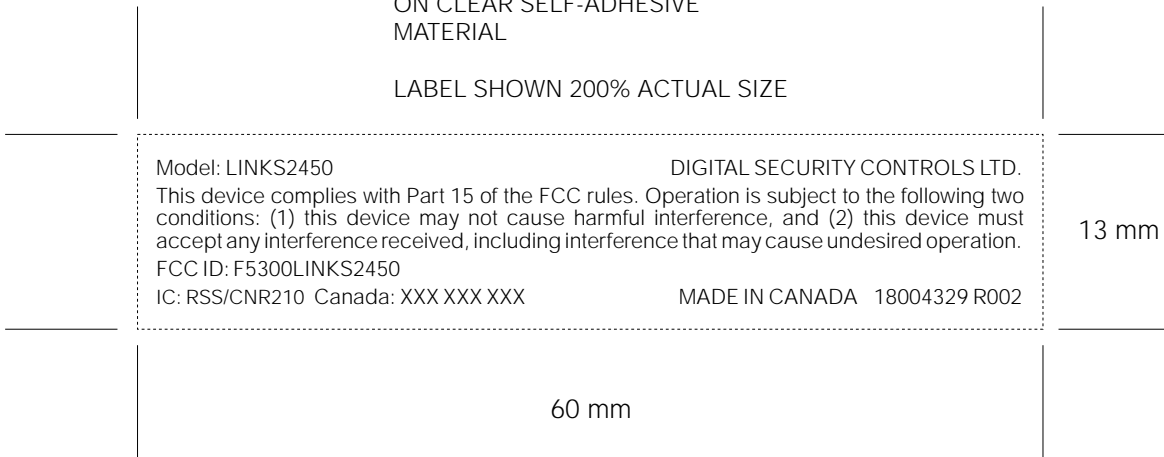 ON CLEAR SELF-ADHESIVE
MATERIAL
LABEL SHOWN 200% ACTUAL SIZE
Model: LINKS2450 DIGITAL SECURITY CONTROLS LTD.
This device complies with Part 15 of the FCC rules. Operation is subject to the following two
conditions: (1) this device may not cause harmful interference, and (2) this device must
accept any interference received, including interference that may cause undesired operation.
FCC ID: F5300LINKS2450
IC: RSS/CNR210 Canada: XXX XXX XXX MADE IN CANADA 18004329 R002
13 mm
60 mm